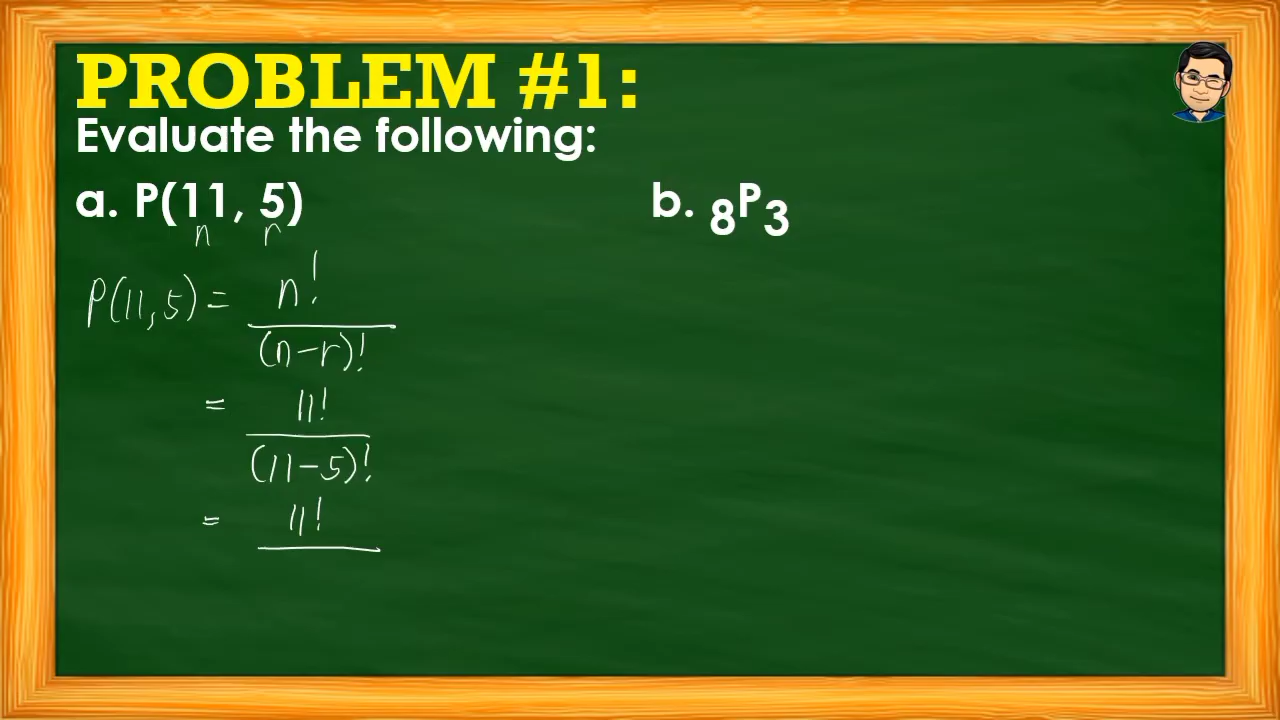 PROBLEM #1:
Evaluate the following:
a. P(11, 5)
n r
P(11,5) = n!
(n-r)!
= 11!
(11-5)!
= 11!
b. 8P3